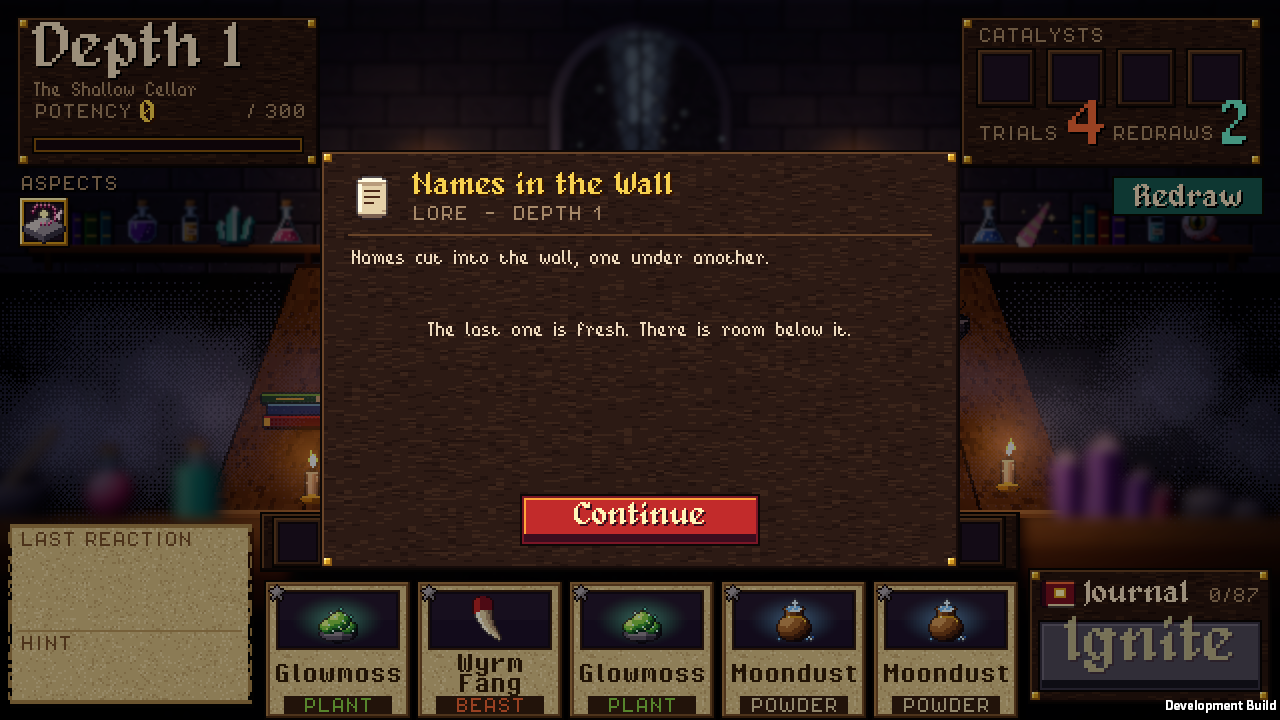 Depth 1
The Shallow Cellar
POTENCY 0 / 300
ASPECTS
CATALYSTS
TRIALS 4 REDRAWS 2
Redraw
Names in the Wall
LORE - DEPTH 1
Names cut into the wall, one under another.
The last one is fresh. There is room below it.
Continue
LAST REACTION
HINT
Glowmoss
PLANT
Wyrm
Fang
BEAST
Glowmoss
PLANT
Moondust
POWDER
Moondust
POWDER
Journal 0/87
Ignite
Development Build